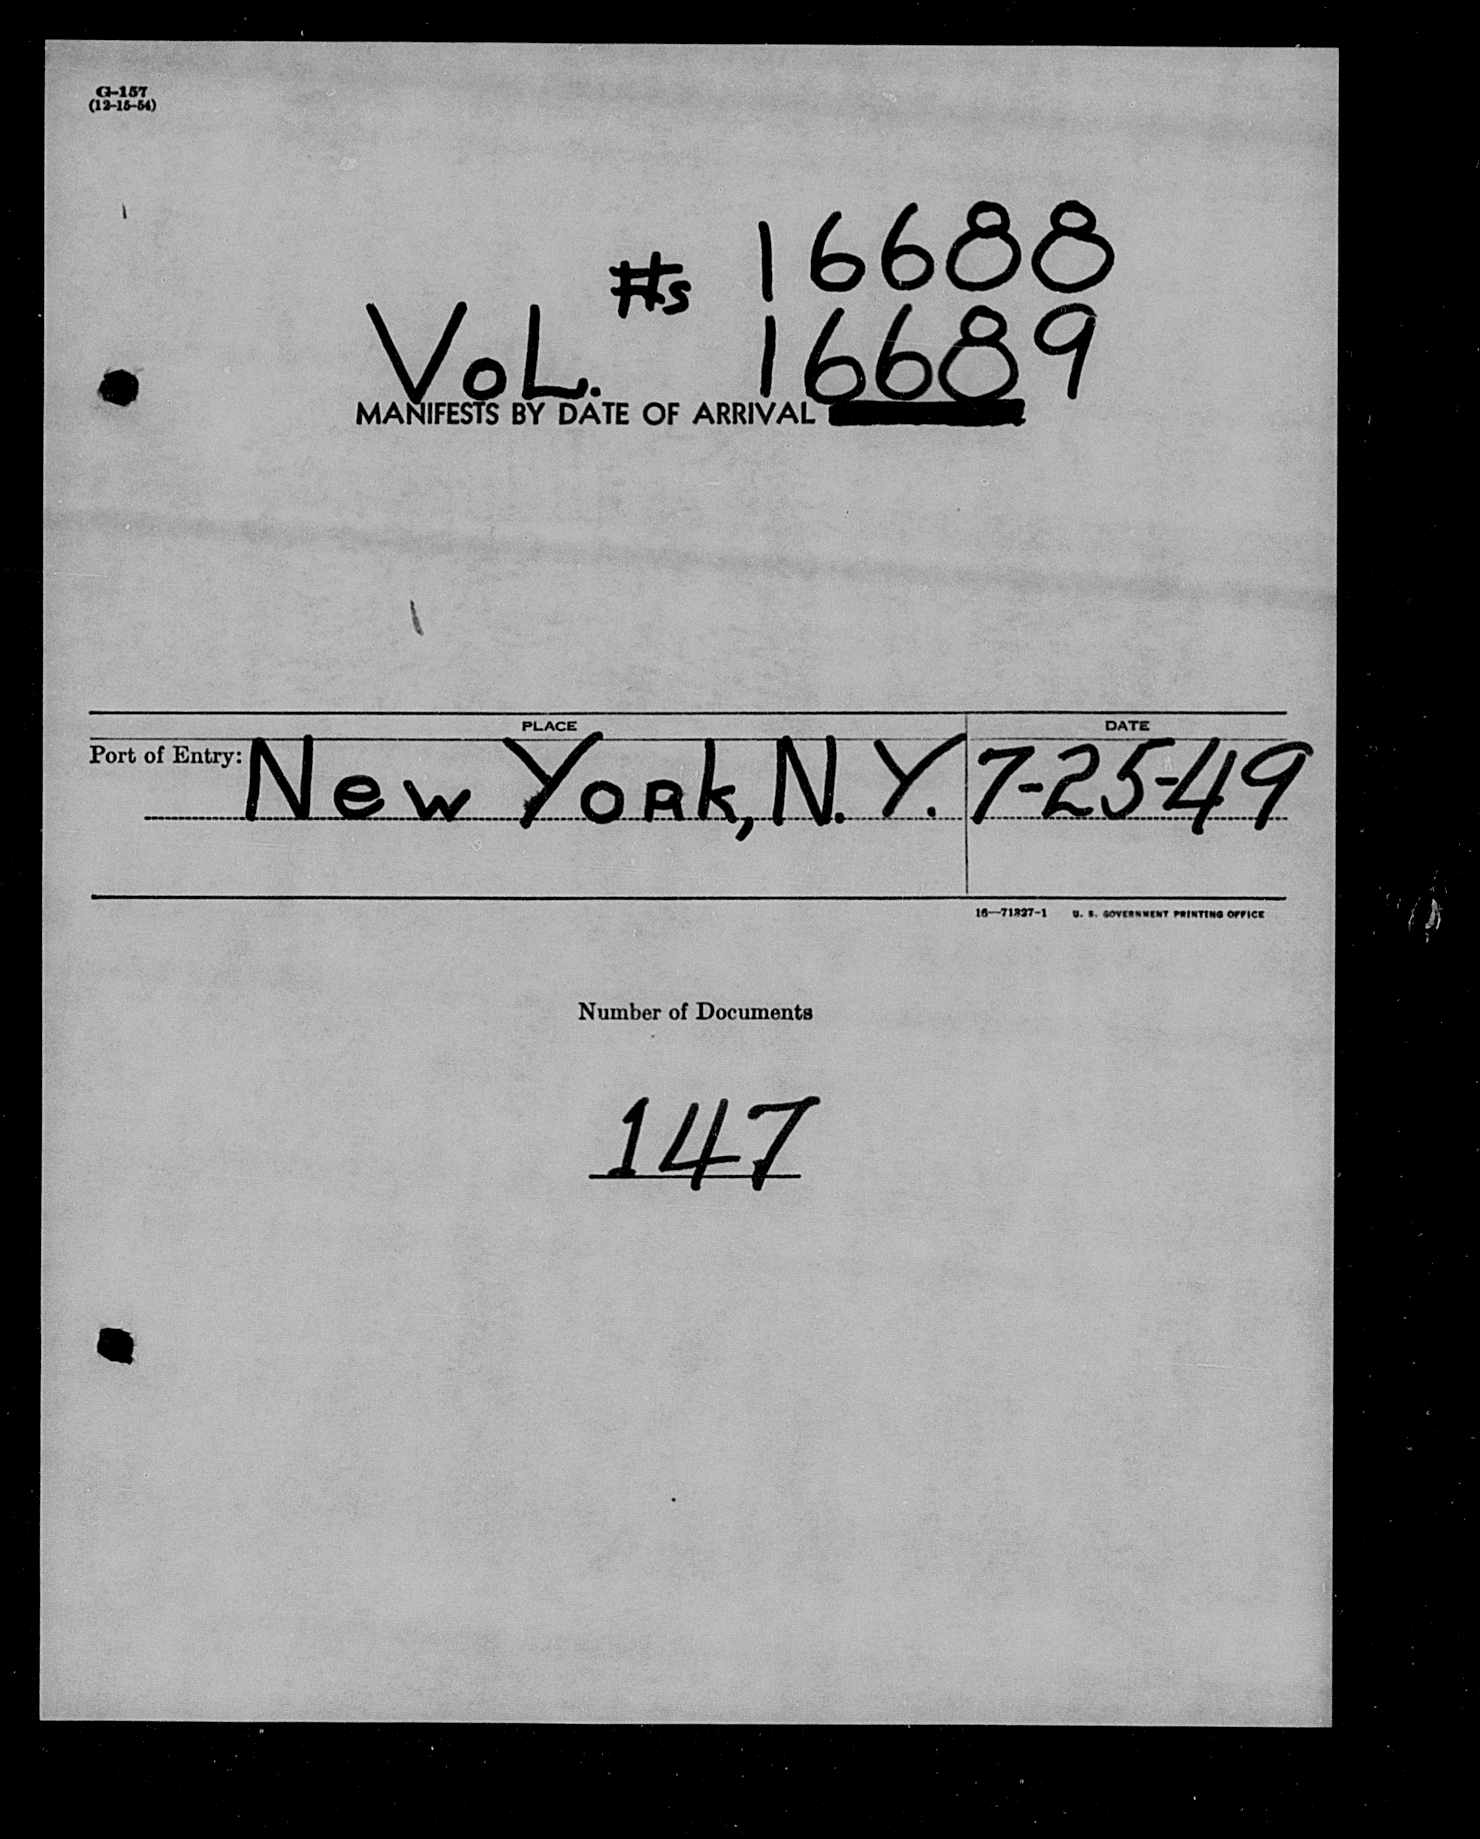 G-157
(12-15-54)
#s 16688
VoL. 16689
MANIFESTS BY DATE OF ARRIVAL
PLACE DATE
Port of Entry: New York, N.Y. 7-25-49
16—71327-1 U. S. GOVERNMENT PRINTING OFFICE
Number of Documents
147